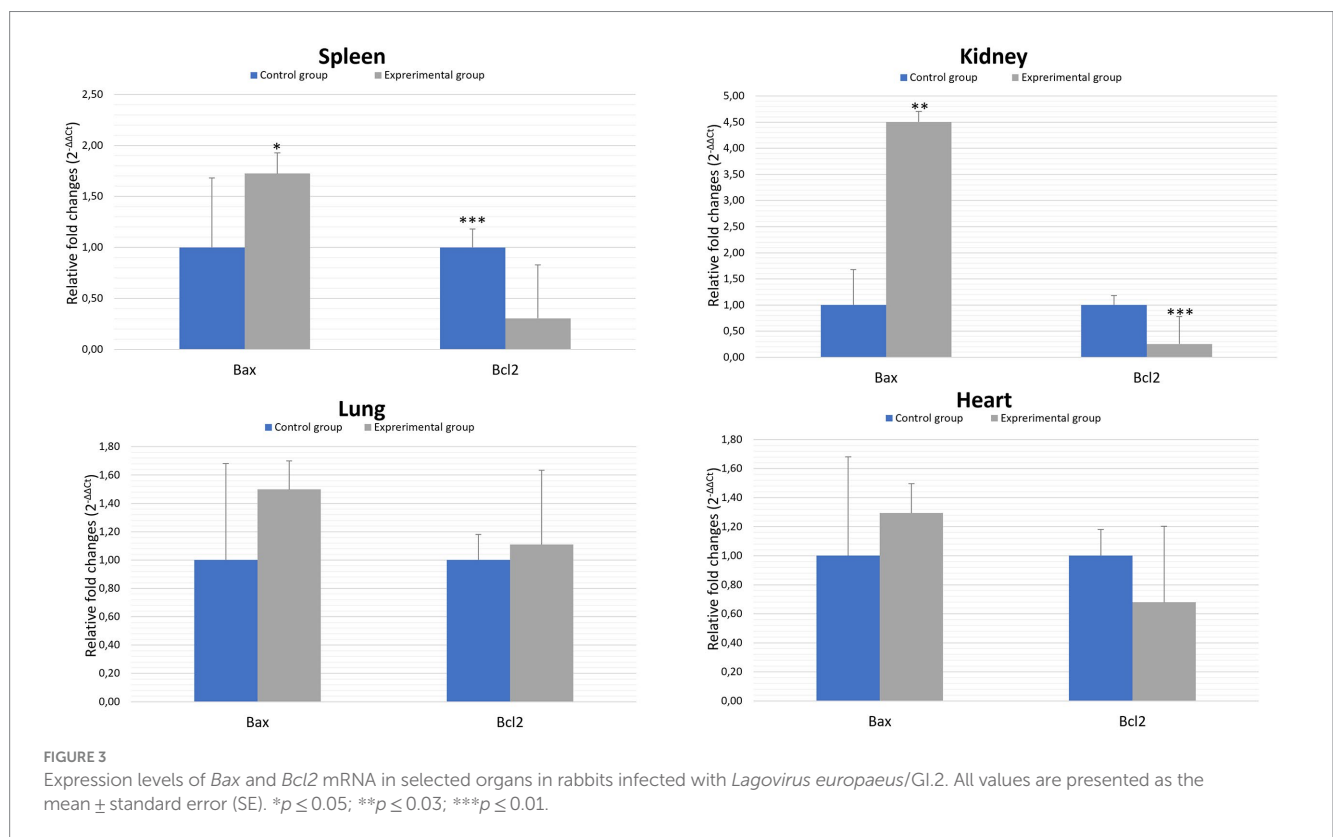 Spleen
Control group Exprerimental group
Relative fold changes (2-ΔΔCt)
2,50
2,00
1,50
1,00
0,50
0,00
*
***
Bax Bcl2
Kidney
Control group Exprerimental group
Relative fold changes (2-ΔΔCt)
5,00
4,50
4,00
3,50
3,00
2,50
2,00
1,50
1,00
0,50
0,00
**
***
Bax Bcl2
Lung
Control group Exprerimental group
Relative fold changes (2-ΔΔCt)
1,80
1,60
1,40
1,20
1,00
0,80
0,60
0,40
0,20
0,00
Bax Bcl2
Heart
Control group Exprerimental group
Relative fold changes (2-ΔΔCt)
1,80
1,60
1,40
1,20
1,00
0,80
0,60
0,40
0,20
0,00
Bax Bcl2
FIGURE 3
Expression levels of Bax and Bcl2 mRNA in selected organs in rabbits infected with Lagovirus europaeus/GI.2. All values are presented as the
mean ± standard error (SE). *p ≤ 0.05; **p ≤ 0.03; ***p ≤ 0.01.